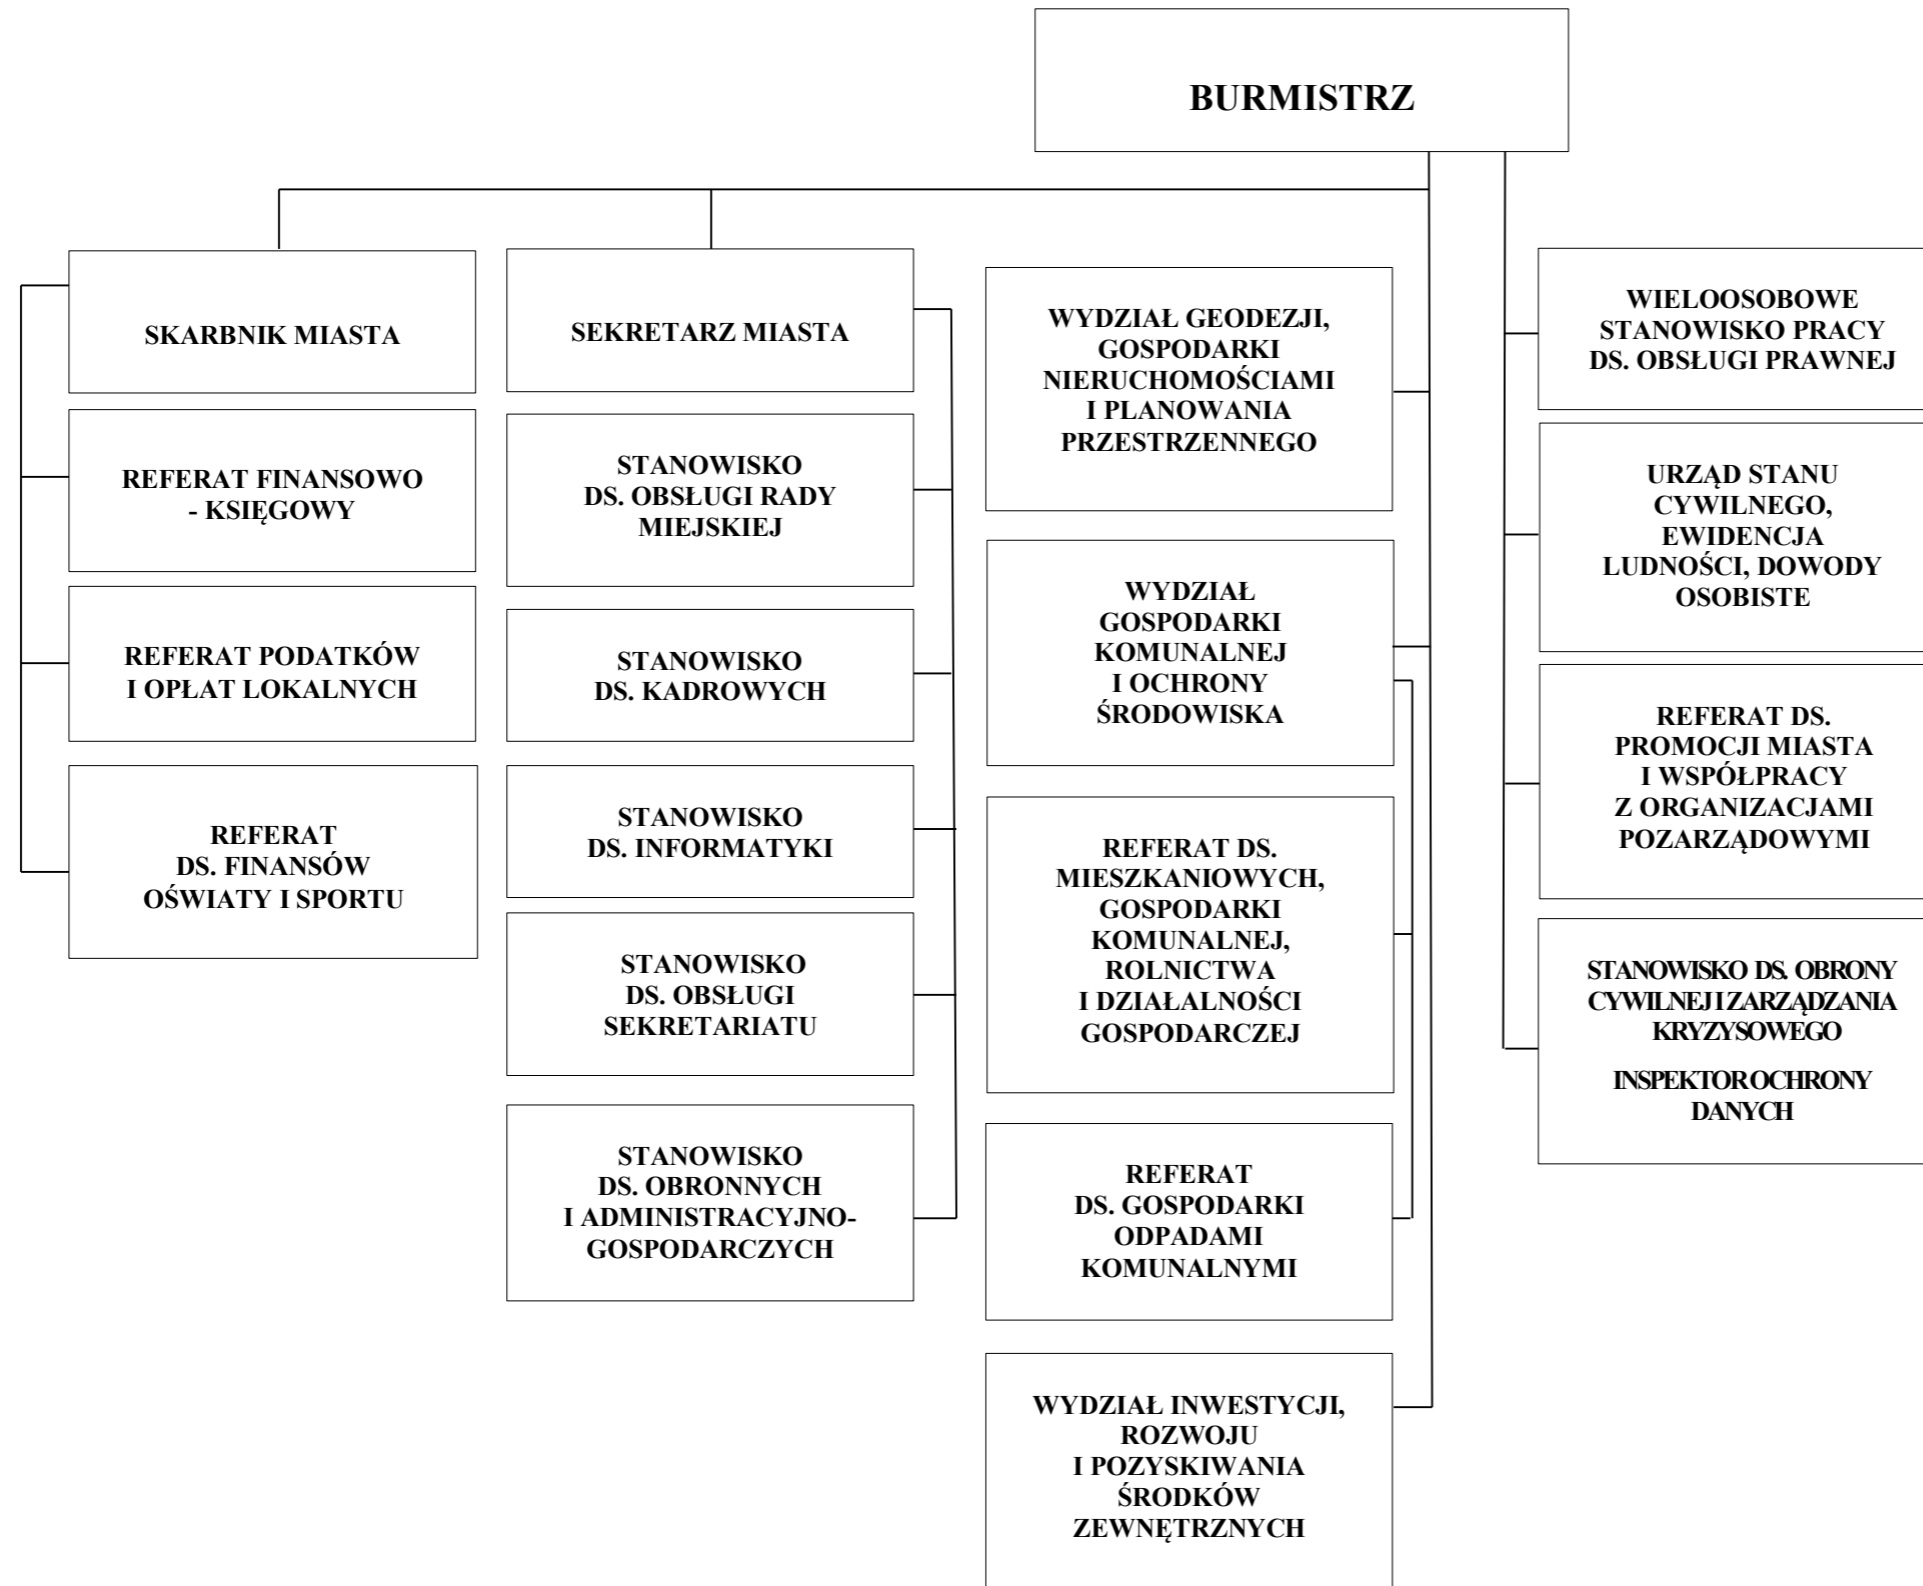 BURMISTRZ
SKARBNIK MIASTA
REFERAT FINANSOWO
- KSIĘGOWY
REFERAT PODATKÓW
I OPŁAT LOKALNYCH
REFERAT
DS. FINANSÓW
OŚWIATY I SPORTU
SEKRETARZ MIASTA
STANOWISKO
DS. OBSŁUGI RADY
MIEJSKIEJ
STANOWISKO
DS. KADROWYCH
STANOWISKO
DS. INFORMATYKI
STANOWISKO
DS. OBSŁUGI
SEKRETARIATU
STANOWISKO
DS. OBRONNYCH
I ADMINISTRACYJNO-
GOSPODARCZYCH
WYDZIAŁ GEODEZJI,
GOSPODARKI
NIERUCHOMOŚCIAMI
I PLANOWANIA
PRZESTRZENNEGO
WYDZIAŁ
GOSPODARKI
KOMUNALNEJ
I OCHRONY
ŚRODOWISKA
REFERAT DS.
MIESZKANIOWYCH,
GOSPODARKI
KOMUNALNEJ,
ROLNICTWA
I DZIAŁALNOŚCI
GOSPODARCZEJ
REFERAT
DS. GOSPODARKI
ODPADAMI
KOMUNALNYMI
WYDZIAŁ INWESTYCJI,
ROZWOJU
I POZYSKIWANIA
ŚRODKÓW
ZEWNĘTRZNYCH
WIELOOSOBOWE
STANOWISKO PRACY
DS. OBSŁUGI PRAWNEJ
URZĄD STANU
CYWILNEGO,
EWIDENCJA
LUDNOŚCI, DOWODY
OSOBISTE
REFERAT DS.
PROMOCJI MIASTA
I WSPÓŁPRACY
Z ORGANIZACJAMI
POZARZĄDOWYMI
STANOWISKO DS. OBRONY
CYWILNEJ I ZARZĄDZANIA
KRYZYSOWEGO
INSPEKTOR OCHRONY
DANYCH